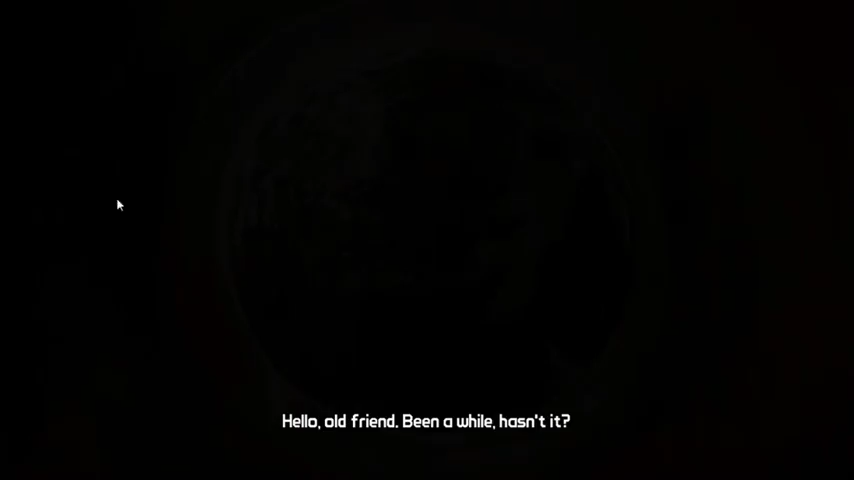 Hello, old friend. Been a while, hasn't it?